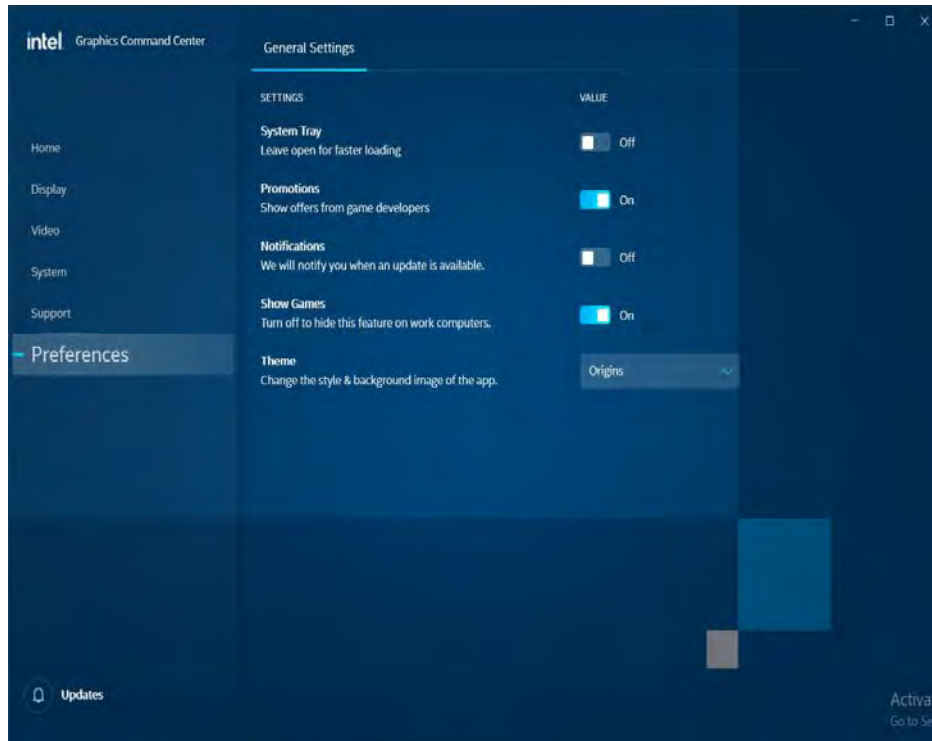 intel Graphics Command Center
General Settings
SETTINGS VALUE
System Tray
Leave open for faster loading
Off
Promotions
Show offers from game developers
On
Notifications
We will notify you when an update is available.
Off
Show Games
Turn off to hide this feature on work computers.
On
Theme
Change the style & background image of the app.
Origins
Home
Display
Video
System
Support
Preferences
Updates
Activa
Go to Se